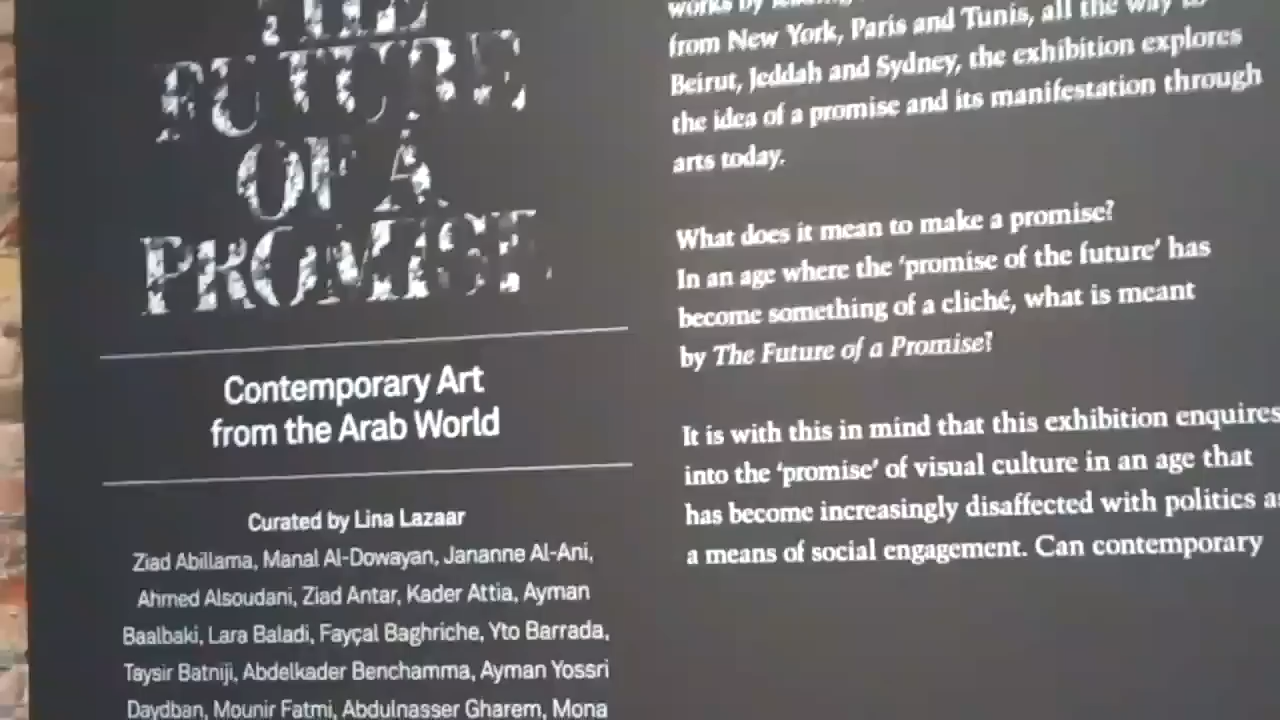 THE
FUTURE
OF A
PROMISE
Contemporary Art
from the Arab World
Curated by Lina Lazaar
Ziad Abillama, Manal Al-Dowayan, Jananne Al-Ani,
Ahmed Alsoudani, Ziad Antar, Kader Attia, Ayman
Baalbaki, Lara Baladi, Fayçal Baghriche, Yto Barrada,
Taysir Batniji, Abdelkader Benchamma, Ayman Yossri
Daydban, Mounir Fatmi, Abdulnasser Gharem, Mona
works by
from New York, Paris and Tunis, all the way to
Beirut, Jeddah and Sydney, the exhibition explores
the idea of a promise and its manifestation through
arts today.
What does it mean to make a promise?
In an age where the ‘promise of the future’ has
become something of a cliché, what is meant
by The Future of a Promise?
It is with this in mind that this exhibition enquires
into the ‘promise’ of visual culture in an age that
has become increasingly disaffected with politics as
a means of social engagement. Can contemporary